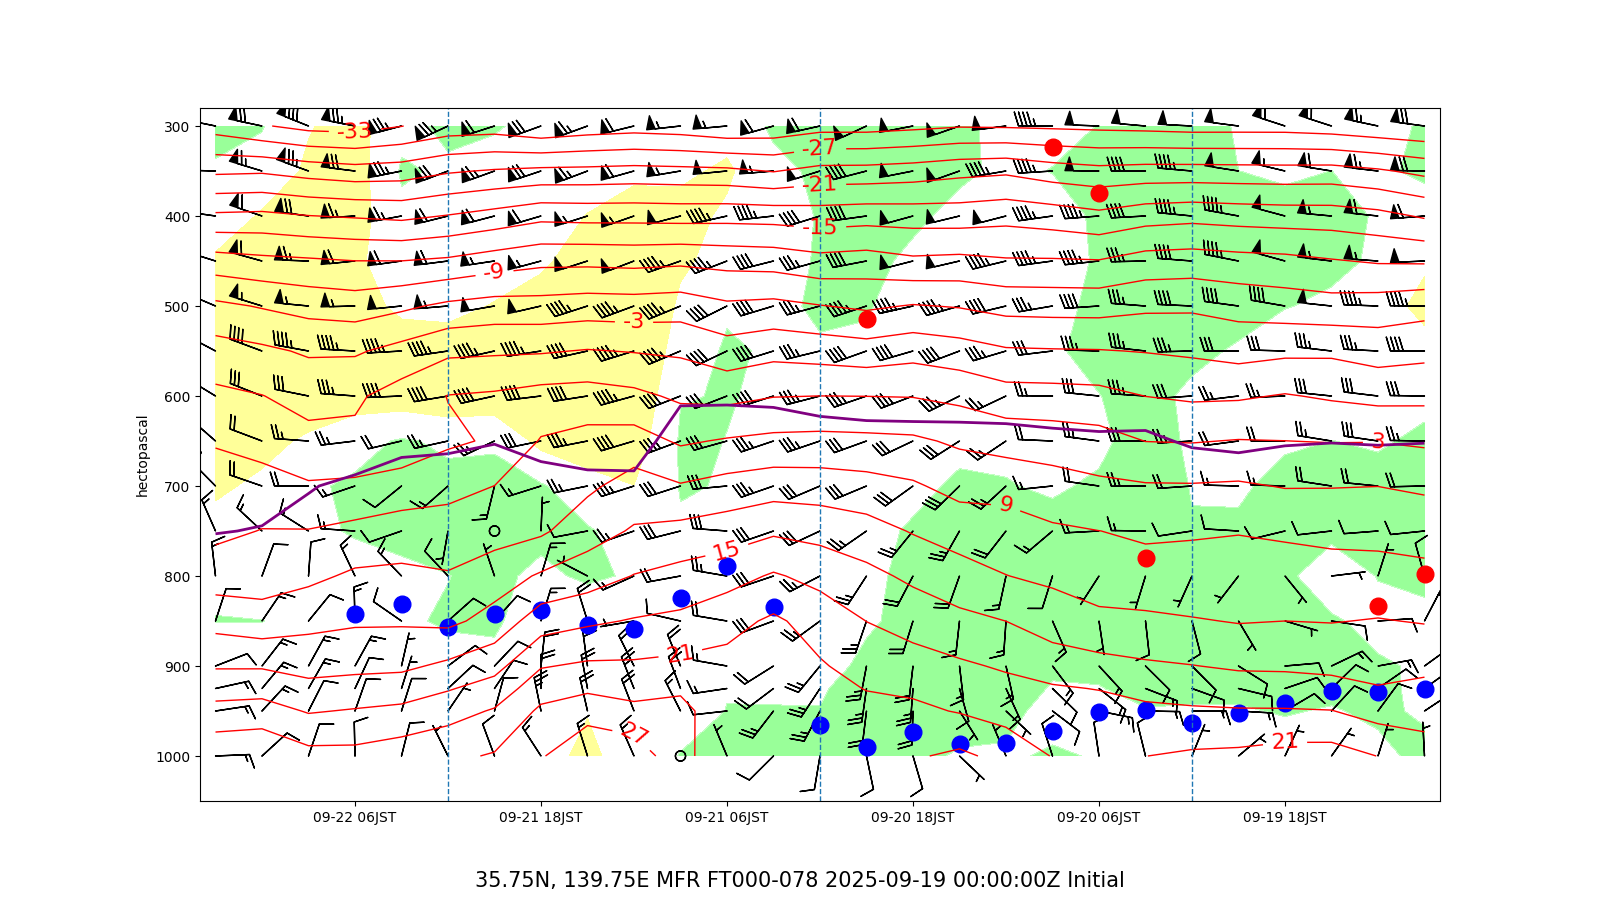 300
400
500
600
700
800
900
1000
hectopascal
-33
-27
-21
-15
-9
-3
3
9
15
21
-27
21
09-22 06JST
09-21 18JST
09-21 06JST
09-20 18JST
09-20 06JST
09-19 18JST
35.75N, 139.75E MFR FT000-078 2025-09-19 00:00:00Z Initial